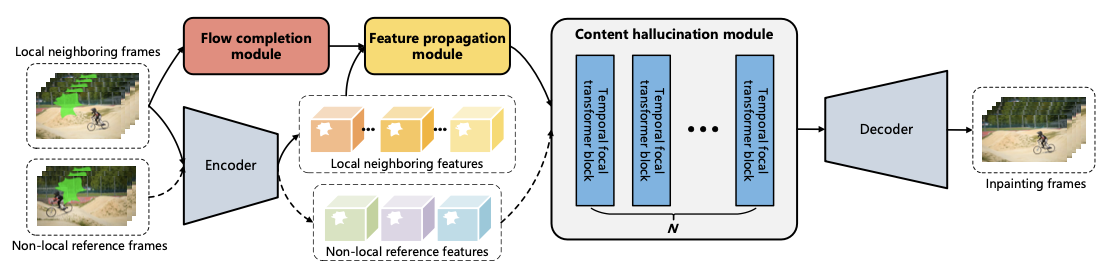 Local neighboring frames
Non-local reference frames
Flow completion
module
Encoder
Feature propagation
module
Local neighboring features
Non-local reference features
Content hallucination module
Temporal focal
transformer block
Temporal focal
transformer block
Temporal focal
transformer block
N
Decoder
Inpainting frames